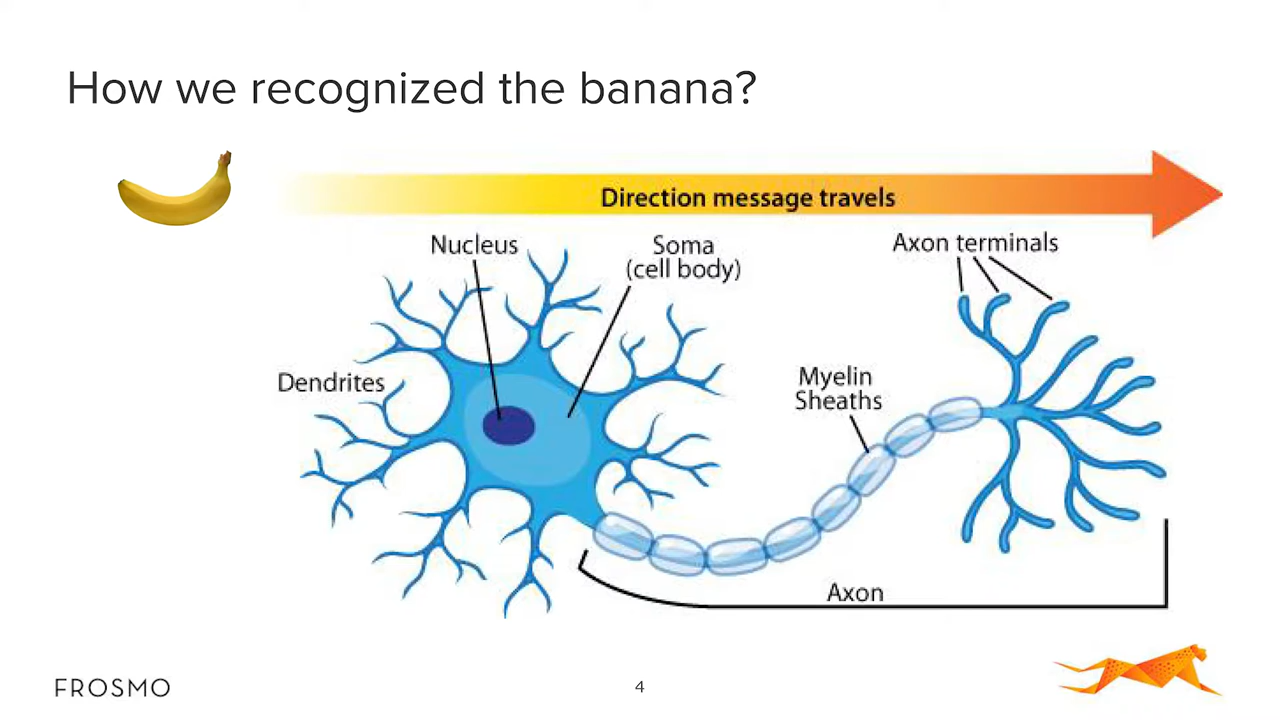 How we recognized the banana?
Direction message travels
Nucleus
Soma
(cell body)
Axon terminals
Dendrites
Myelin
Sheaths
Axon
FROSMO
4